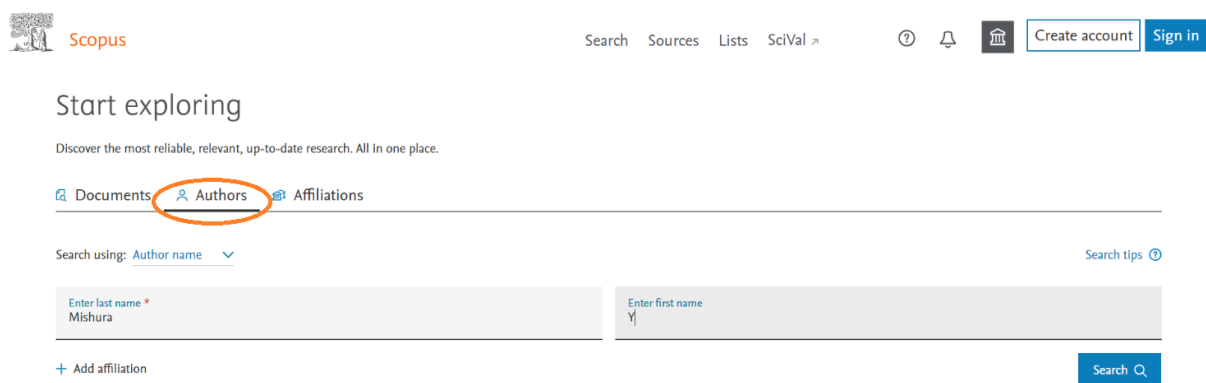 Scopus
Search Sources Lists SciVal ↗
Create account
Sign in
Start exploring
Discover the most reliable, relevant, up-to-date research. All in one place.
Documents Authors Affiliations
Search using: Author name
Search tips
Enter last name *
Mishura
Enter first name
Y
+ Add affiliation
Search